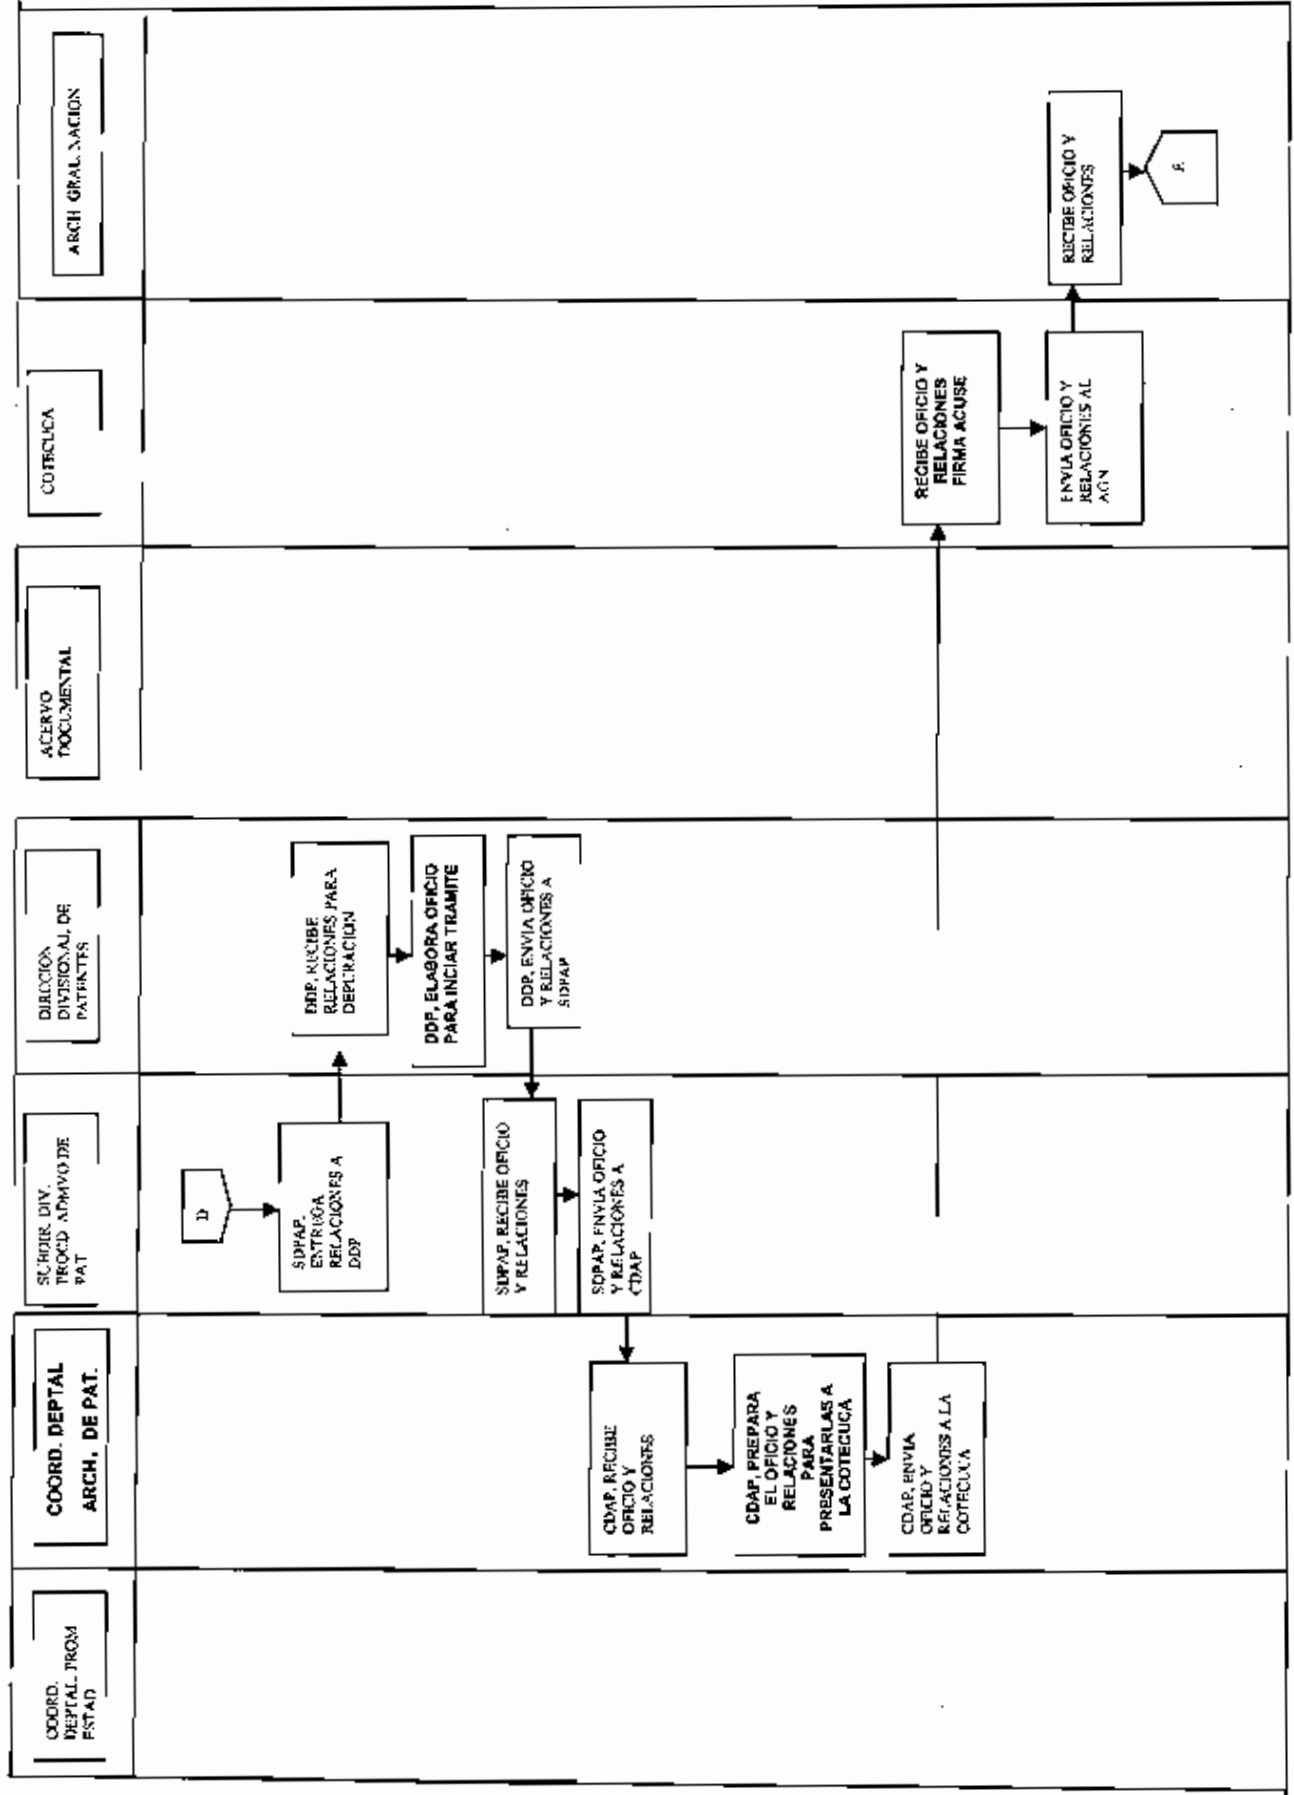 COORD.
DEPTAL. PROM
ESTAD
COORD. DEPTAL
ARCH, DE PAT.
SUBDIR. DIV.
PROCD. ADMVO DE
PAT
DIRCCION
DIVISIONAL DE
PATENTES
ACERVO
DOCUMENTAL
COTECUCA
ARCH GRAL. NACION
D
SDPAP,
ENTREGA
RELACIONES A
DDP
DDP, RECIBE
RELACIONES PARA
DEPURACION
DDP, ELABORA OFICIO
PARA INCIAR TRAMITE
DDP, ENVIA OFICIO
Y RELACIONES A
SDPAP
SDPAP, RECIBE OFICIO
Y RELACIONES
SDPAP, ENVIA OFICIO
Y RELACIONES A
CDAP
CDAP, RECIBE
OFICIO Y
RELACIONES
CDAP, PREPARA
EL OFICIO Y
RELACIONES
PARA
PRESENTARLAS A
LA COTECUCA
CDAP, ENVIA
OFICIO Y
RELACIONES A LA
COTECUCA
RECIBE OFICIO Y
RELACIONES
FIRMA ACUSE
ENVIA OFICIO Y
RELACIONES AL
AGN
RECIBE OFICIO Y
RELACIONES